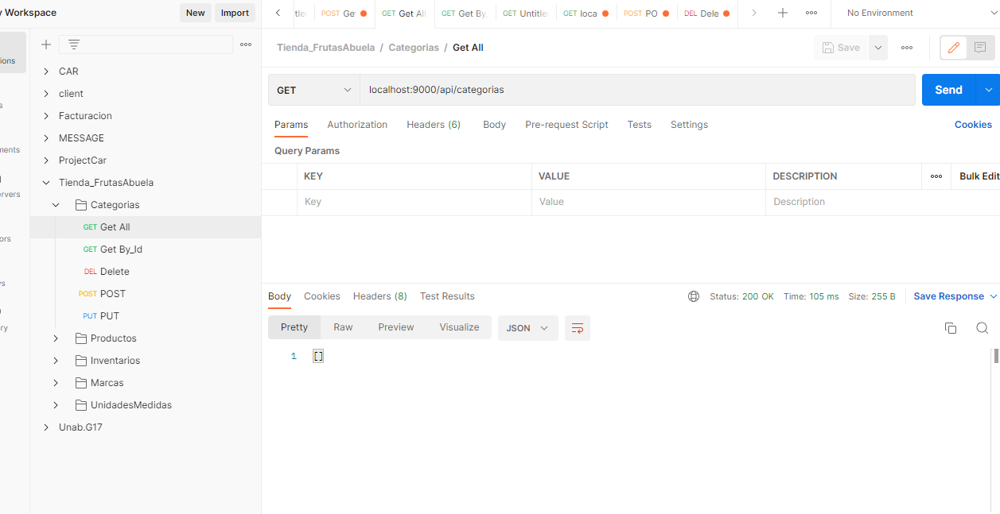 y Workspace
New
Import
POST Ge
GET Get Al
GET Get By_
GET Untitle
GET loca
POST PO
DEL Dele
No Environment
ions
CAR
client
Facturacion
MESSAGE
ProjectCar
Tienda_FrutasAbuela
Categorias
GET Get All
GET Get By_Id
DEL Delete
POST POST
PUT PUT
Productos
Inventarios
Marcas
UnidadesMedidas
Unab.G17
s
ments
ervers
ors
vs
ry
Tienda_FrutasAbuela / Categorias / Get All
Save
GET
localhost:9000/api/categorias
Send
Params
Authorization
Headers (6)
Body
Pre-request Script
Tests
Settings
Cookies
Query Params
KEY
VALUE
DESCRIPTION
Bulk Edit
Key
Value
Description
Body
Cookies
Headers (8)
Test Results
Status: 200 OK
Time: 105 ms
Size: 255 B
Save Response
Pretty
Raw
Preview
Visualize
JSON
1 []